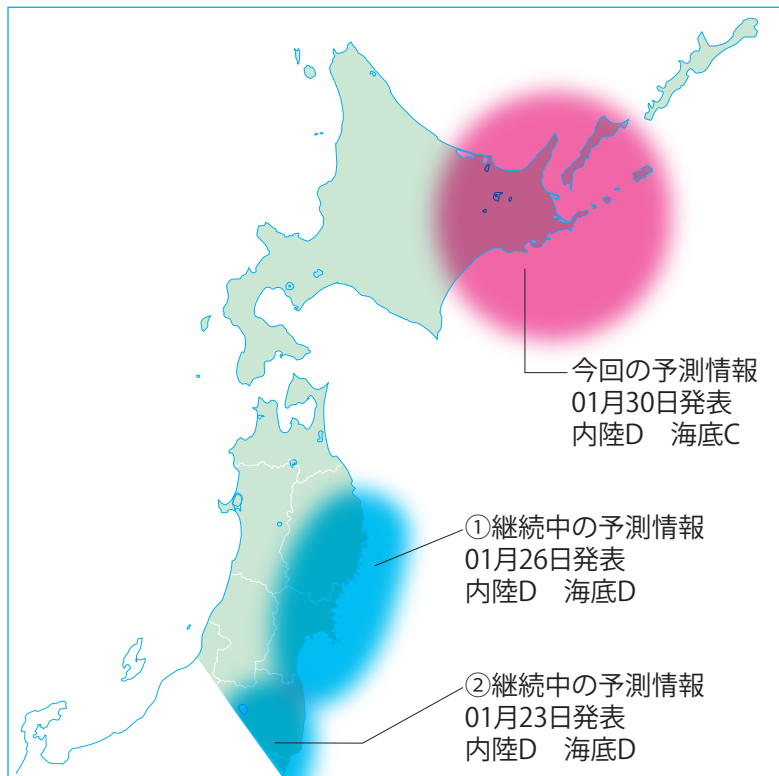 今回の予測情報
01月30日発表
内陸D　海底C
①継続中の予測情報
01月26日発表
内陸D　海底D
②継続中の予測情報
01月23日発表
内陸D　海底D